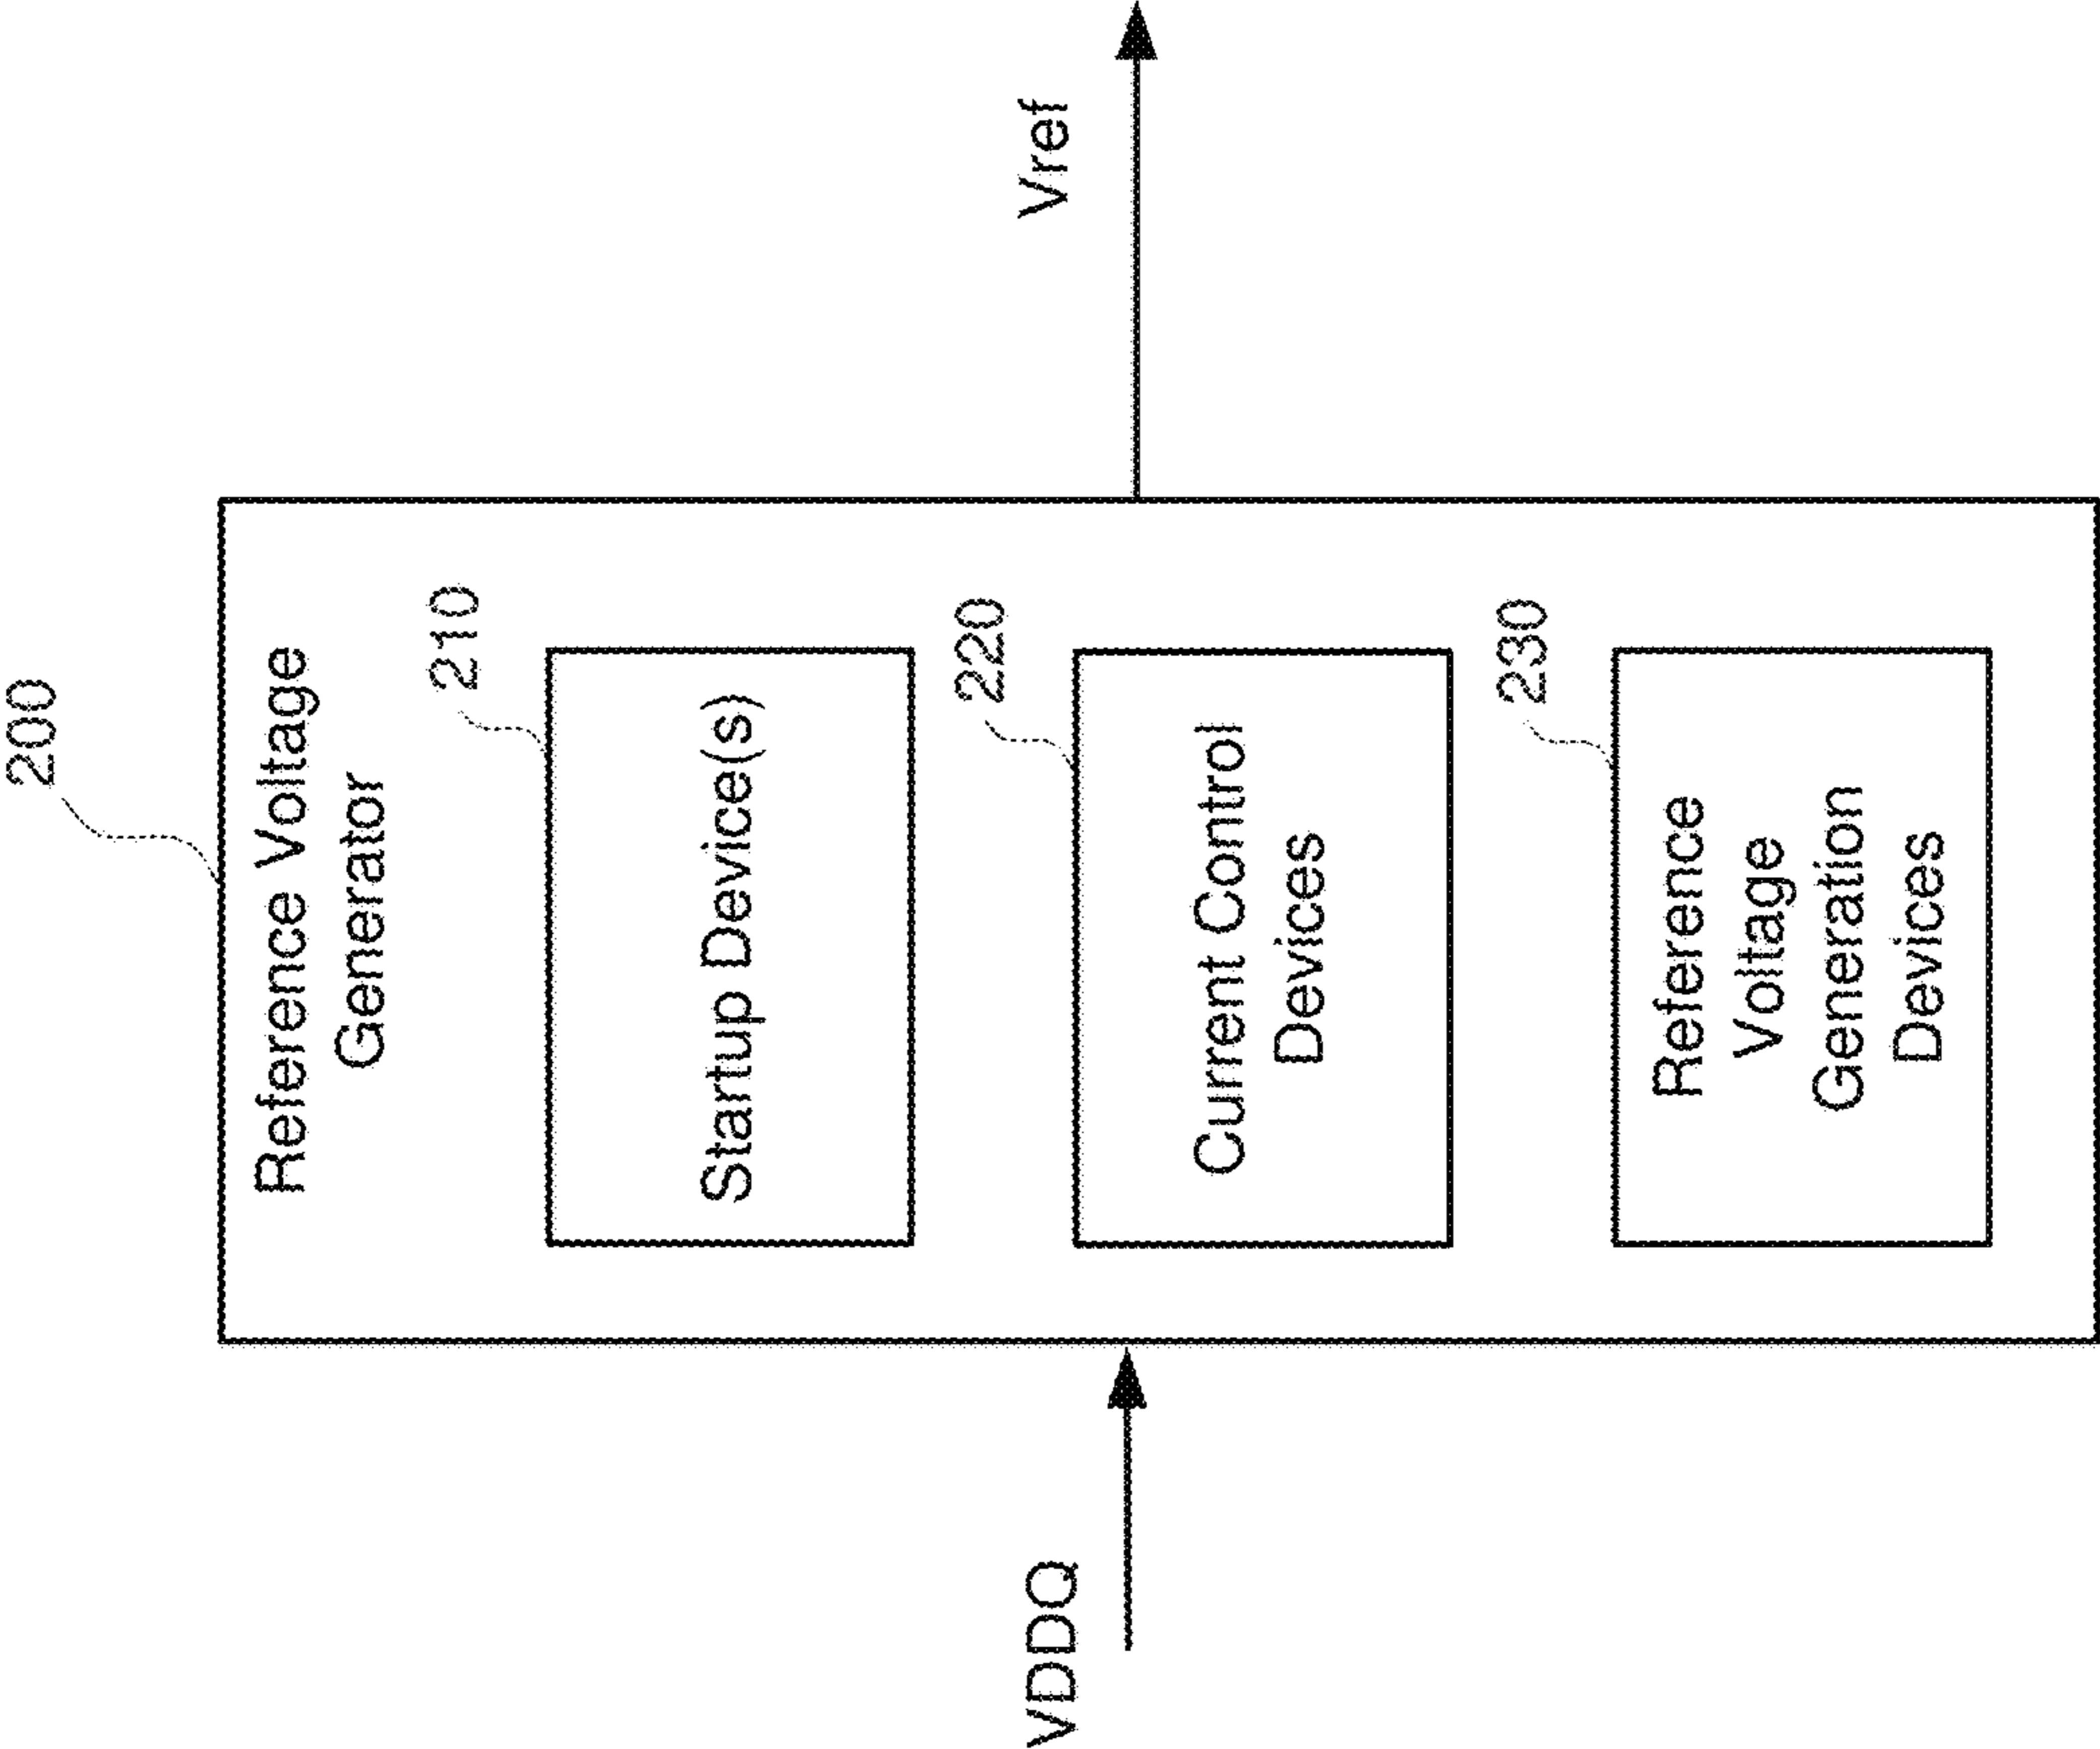 200
Reference Voltage
Generator
210
Startup Device(s)
220
Current Control
Devices
230
Reference
Voltage
Generation
Devices
VDDQ
Vref